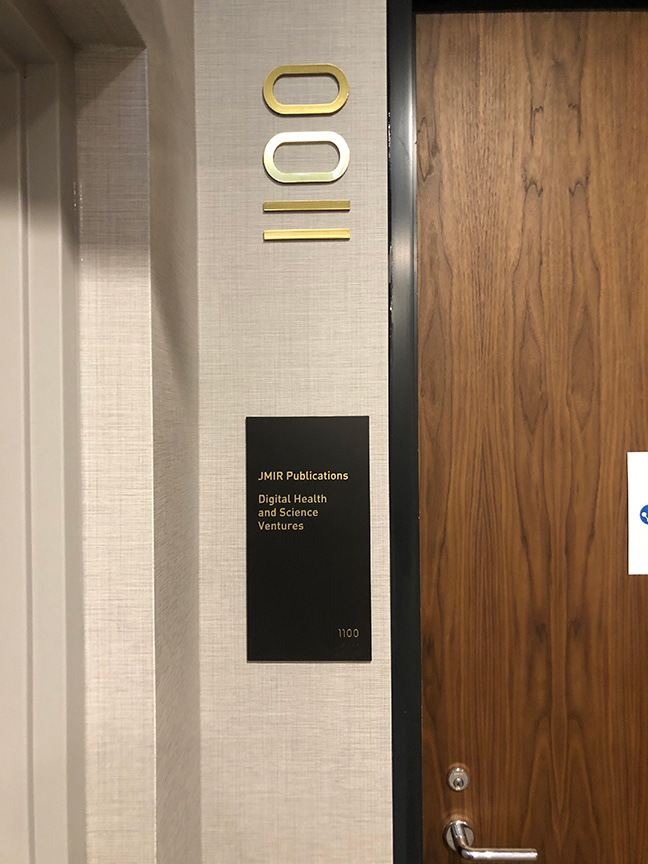 1100
JMIR Publications
Digital Health
and Science
Ventures
1100